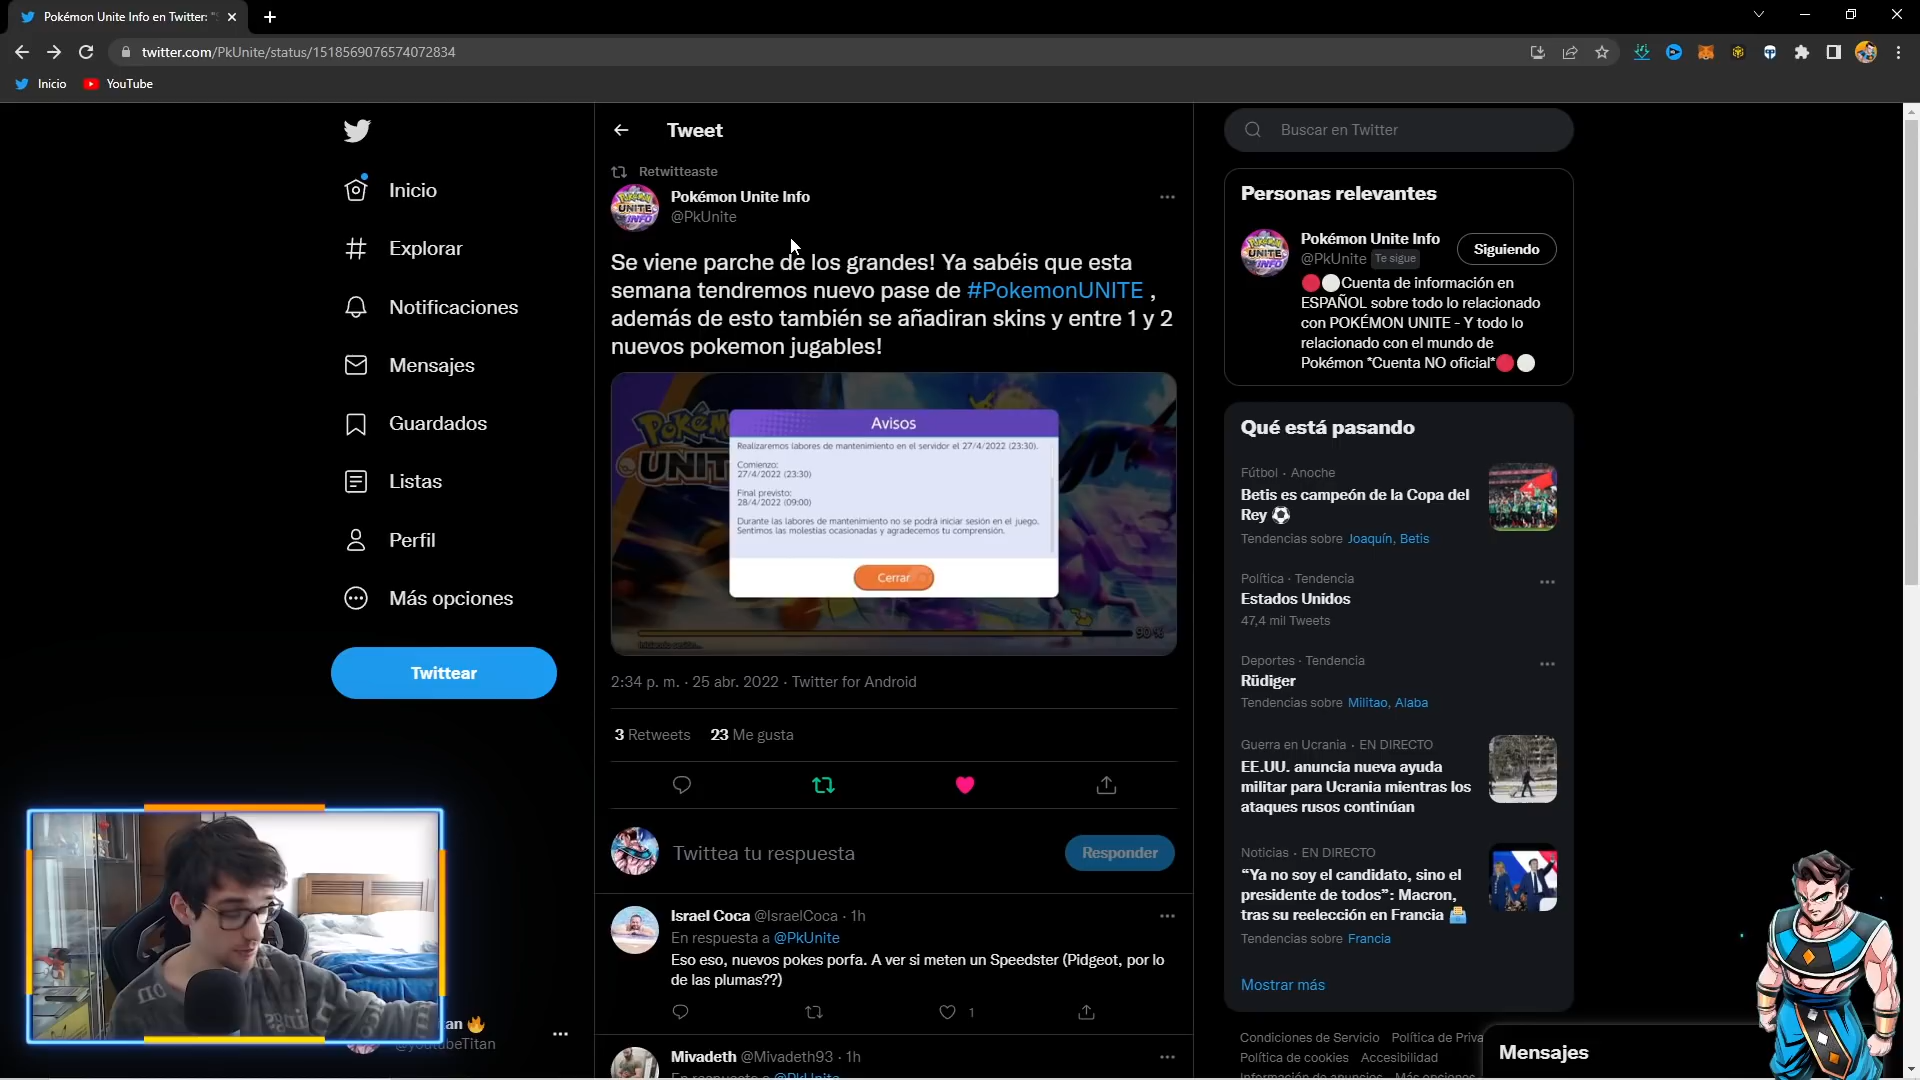 Pokémon Unite Info en Twitter: "S
twitter.com/PkUnite/status/1518569076574072834
Inicio
YouTube
Inicio
Explorar
Notificaciones
Mensajes
Guardados
Listas
Perfil
Más opciones
Twittear
an 🔥
@youtubeTitan
Tweet
Retwitteaste
Pokémon Unite Info
@PkUnite
Se viene parche de los grandes! Ya sabéis que esta
semana tendremos nuevo pase de #PokemonUNITE ,
además de esto también se añadiran skins y entre 1 y 2
nuevos pokemon jugables!
Avisos
Realizaremos labores de mantenimiento en el servidor el 27/4/2022 (23:30).
Comienzo:
27/4/2022 (23:30)
Final previsto:
28/4/2022 (09:00)
Durante las labores de mantenimiento no se podrá iniciar sesión en el juego.
Sentimos las molestias ocasionadas y agradecemos tu comprensión.
Cerrar
90%
2:34 p. m. · 25 abr. 2022 · Twitter for Android
3 Retweets 23 Me gusta
Twittea tu respuesta
Responder
Israel Coca @IsraelCoca · 1h
En respuesta a @PkUnite
Eso eso, nuevos pokes porfa. A ver si meten un Speedster (Pidgeot, por lo
de las plumas??)
1
Mivadeth @Mivadeth93 · 1h
En respuesta a @PkUnite
Buscar en Twitter
Personas relevantes
Pokémon Unite Info
@PkUnite Te sigue
Siguiendo
🔴⚪Cuenta de información en
ESPAÑOL sobre todo lo relacionado
con POKÉMON UNITE - Y todo lo
relacionado con el mundo de
Pokémon *Cuenta NO oficial*🔴⚪
Qué está pasando
Fútbol · Anoche
Betis es campeón de la Copa del
Rey ⚽
Tendencias sobre Joaquín, Betis
Política · Tendencia
Estados Unidos
47,4 mil Tweets
Deportes · Tendencia
Rüdiger
Tendencias sobre Militao, Alaba
Guerra en Ucrania · EN DIRECTO
EE.UU. anuncia nueva ayuda
militar para Ucrania mientras los
ataques rusos continúan
Noticias · EN DIRECTO
“Ya no soy el candidato, sino el
presidente de todos”: Macron,
tras su reelección en Francia 🗳️
Tendencias sobre Francia
Mostrar más
Condiciones de Servicio Política de Priva
Política de cookies Accesibilidad
Información de anuncios Más opciones
Mensajes